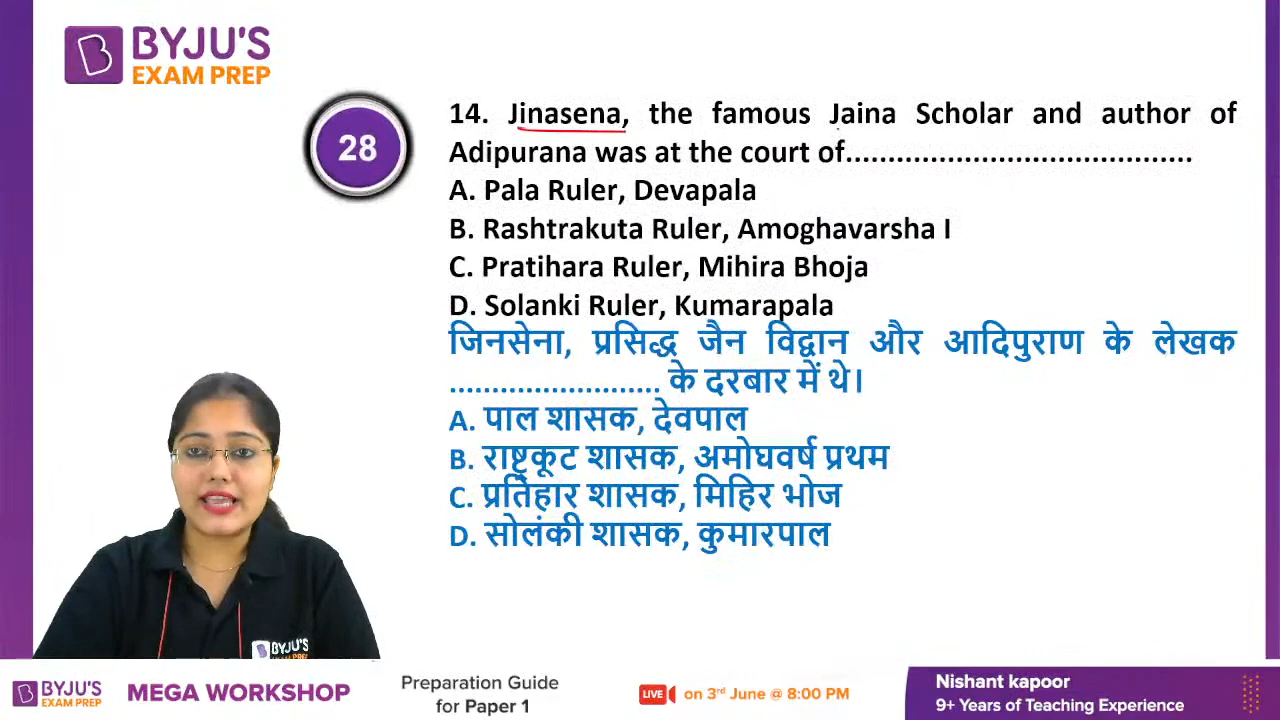 BYJU'S
EXAM PREP
28
14. Jinasena, the famous Jaina Scholar and author of
Adipurana was at the court of.........................................
A. Pala Ruler, Devapala
B. Rashtrakuta Ruler, Amoghavarsha I
C. Pratihara Ruler, Mihira Bhoja
D. Solanki Ruler, Kumarapala
जिनसेना, प्रसिद्ध जैन विद्वान और आदिपुराण के लेखक
......................... के दरबार में थे।
A. पाल शासक, देवपाल
B. राष्ट्रकूट शासक, अमोघवर्ष प्रथम
C. प्रतिहार शासक, मिहिर भोज
D. सोलंकी शासक, कुमारपाल
BYJU'S
EXAM PREP
BYJU'S
EXAM PREP
MEGA WORKSHOP
Preparation Guide
for Paper 1
LIVE
on 3rd June @ 8:00 PM
Nishant kapoor
9+ Years of Teaching Experience